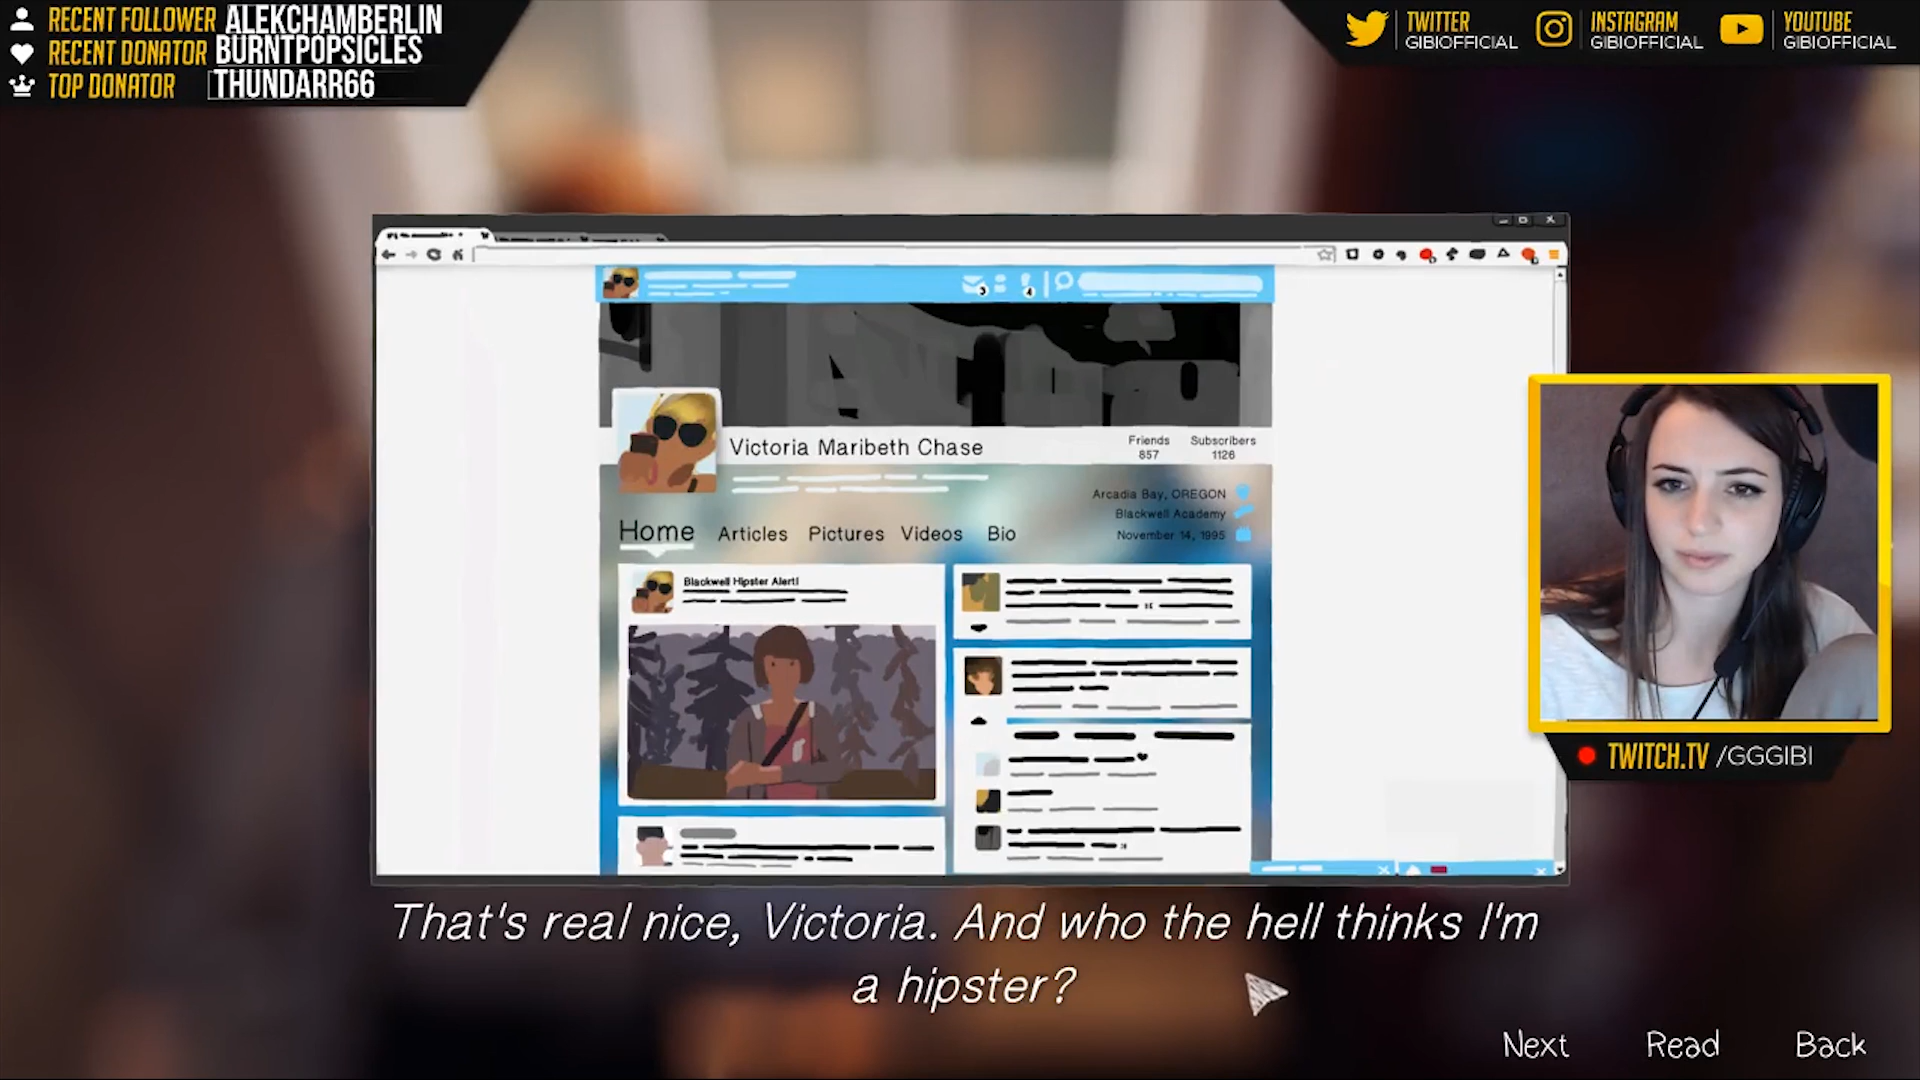 RECENT FOLLOWER ALEKCHAMBERLIN
RECENT DONATOR BURNTPOPSICLES
TOP DONATOR THUNDARR66
TWITTER
GIBIOFFICIAL
INSTAGRAM
GIBIOFFICIAL
YOUTUBE
GIBIOFFICIAL
3
4
Victoria Maribeth Chase
Friends
857
Subscribers
1126
Arcadia Bay, OREGON
Blackwell Academy
November 14, 1995
Home Articles Pictures Videos Bio
Blackwell Hipster Alert!
TWITCH.TV /GGGIBI
That's real nice, Victoria. And who the hell thinks I'm
a hipster?
Next Read Back